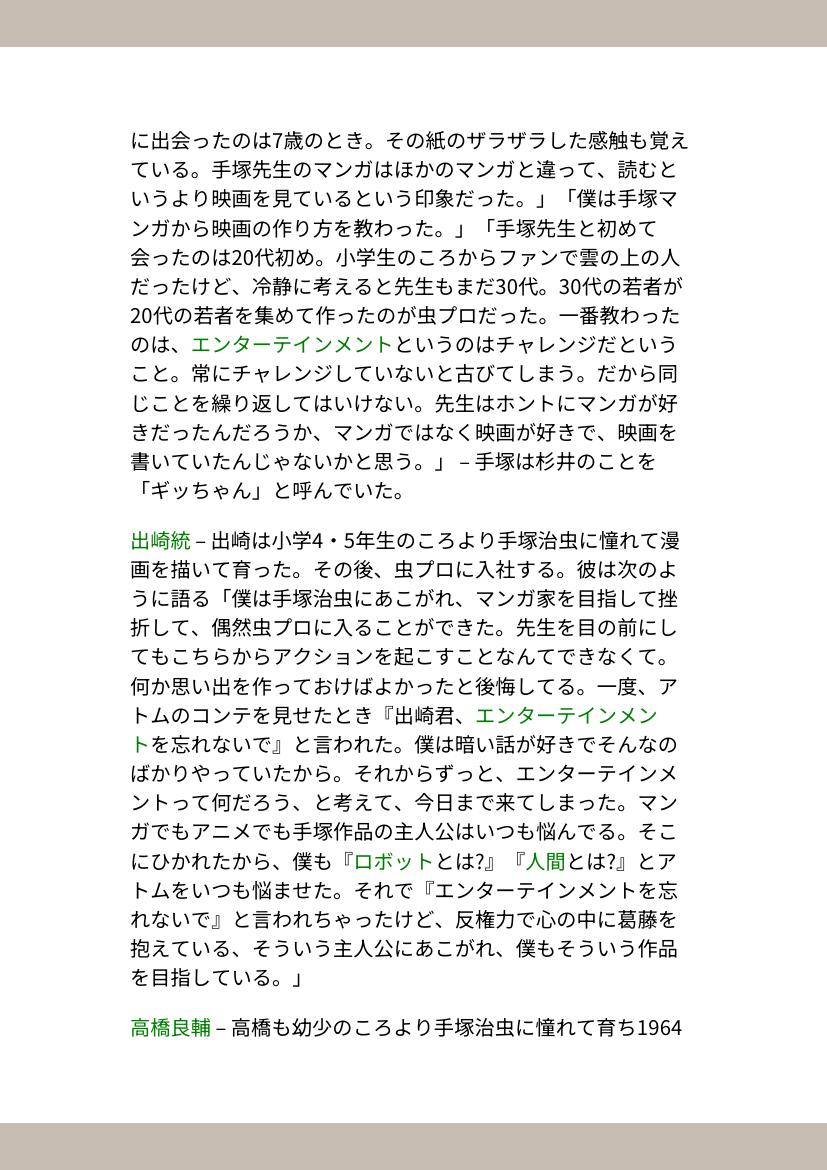 に出会ったのは7歳のとき。その紙のザラザラした感触も覚え
ている。手塚先生のマンガはほかのマンガと違って、読むと
いうより映画を見ているという印象だった。」「僕は手塚マ
ンガから映画の作り方を教わった。」「手塚先生と初めて
会ったのは20代初め。小学生のころからファンで雲の上の人
だったけど、冷静に考えると先生もまだ30代。30代の若者が
20代の若者を集めて作ったのが虫プロだった。一番教わった
のは、エンターテインメントというのはチャレンジだという
こと。常にチャレンジしていないと古びてしまう。だから同
じことを繰り返してはいけない。先生はホントにマンガが好
きだったんだろうか、マンガではなく映画が好きで、映画を
書いていたんじゃないかと思う。」 – 手塚は杉井のことを
「ギッちゃん」と呼んでいた。
出崎統 – 出崎は小学4・5年生のころより手塚治虫に憧れて漫
画を描いて育った。その後、虫プロに入社する。彼は次のよ
うに語る「僕は手塚治虫にあこがれ、マンガ家を目指して挫
折して、偶然虫プロに入ることができた。先生を目の前にし
てもこちらからアクションを起こすことなんてできなくて。
何か思い出を作っておけばよかったと後悔してる。一度、ア
トムのコンテを見せたとき『出崎君、エンターテインメン
トを忘れないで』と言われた。僕は暗い話が好きでそんなの
ばかりやっていたから。それからずっと、エンターテインメ
ントって何だろう、と考えて、今日まで来てしまった。マン
ガでもアニメでも手塚作品の主人公はいつも悩んでる。そこ
にひかれたから、僕も『ロボットとは?』『人間とは?』とア
トムをいつも悩ませた。それで『エンターテインメントを忘
れないで』と言われちゃったけど、反権力で心の中に葛藤を
抱えている、そういう主人公にあこがれ、僕もそういう作品
を目指している。」
高橋良輔 – 高橋も幼少のころより手塚治虫に憧れて育ち1964